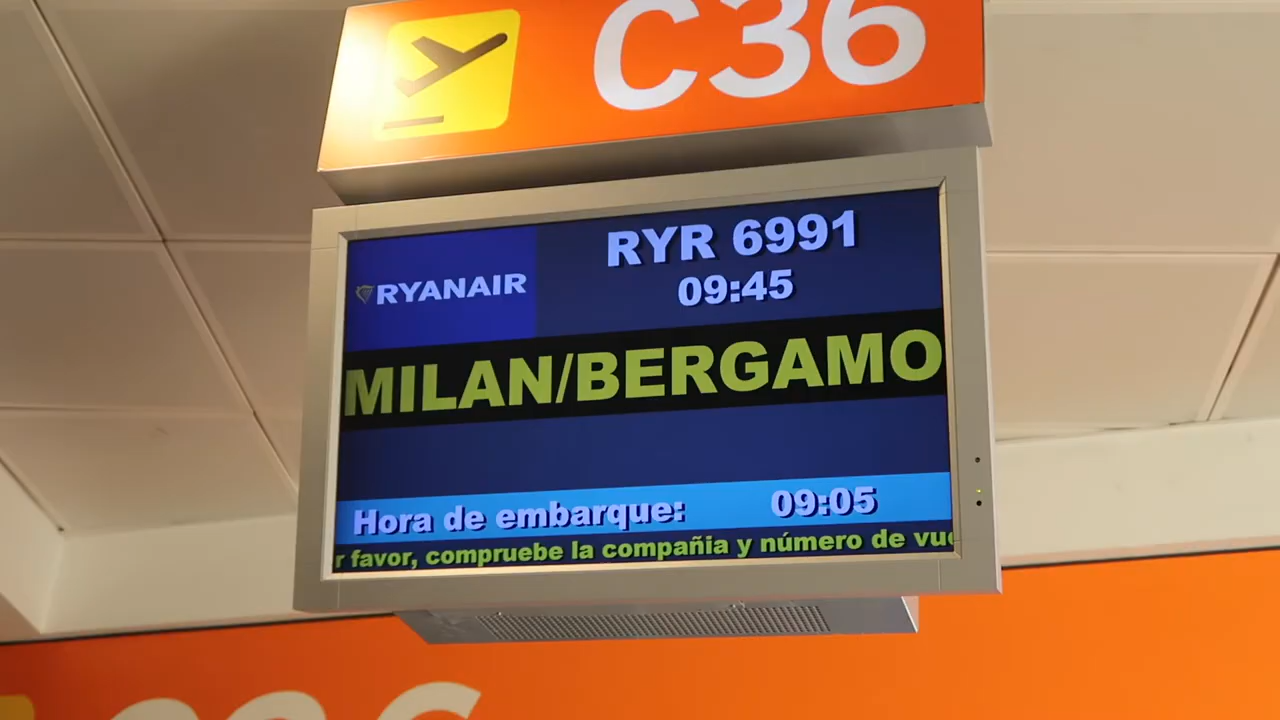 C36
RYANAIR
RYR 6991
09:45
MILAN/BERGAMO
Hora de embarque: 09:05
r favor, compruebe la compañia y número de vue